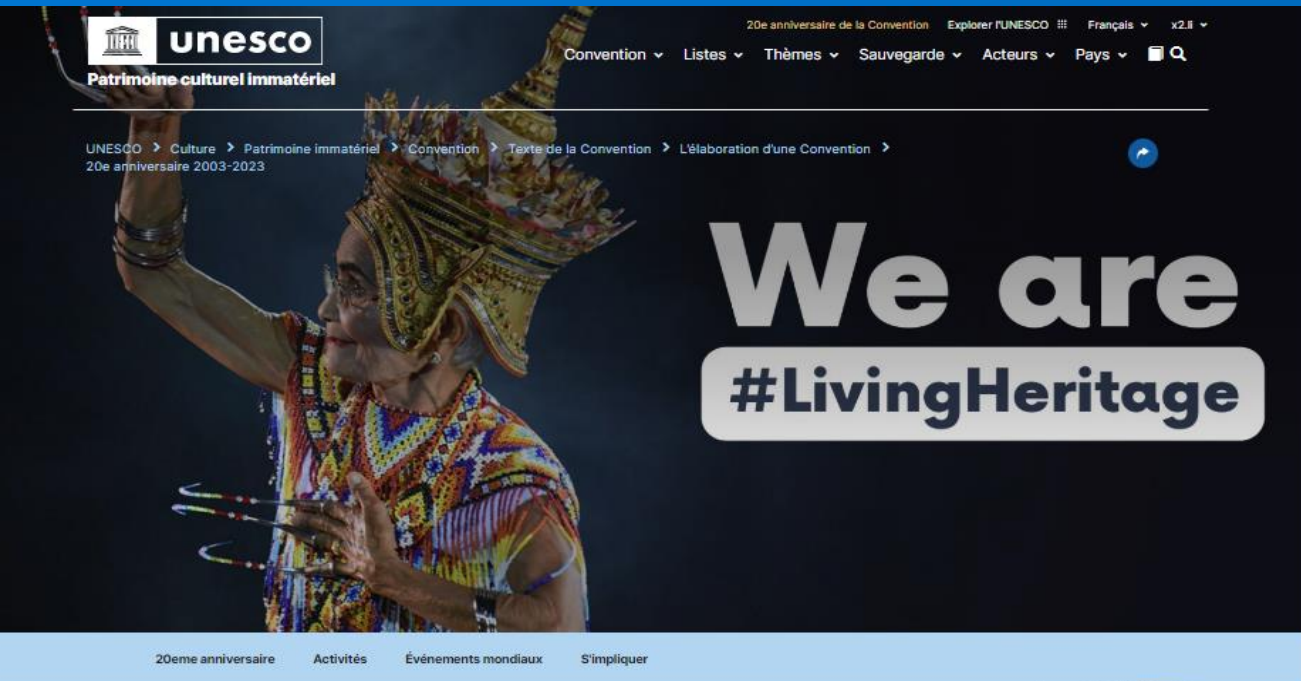 unesco
Patrimoine culturel immatériel
20e anniversaire de la Convention Explorer l'UNESCO Français x2.li
Convention Listes Thèmes Sauvegarde Acteurs Pays
UNESCO > Culture > Patrimoine immatériel > Convention > Texte de la Convention > L'élaboration d'une Convention >
20e anniversaire 2003-2023
We are
#LivingHeritage
20eme anniversaire Activités Événements mondiaux S'impliquer